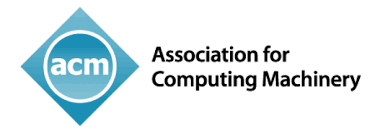 acm
Association for
Computing Machinery